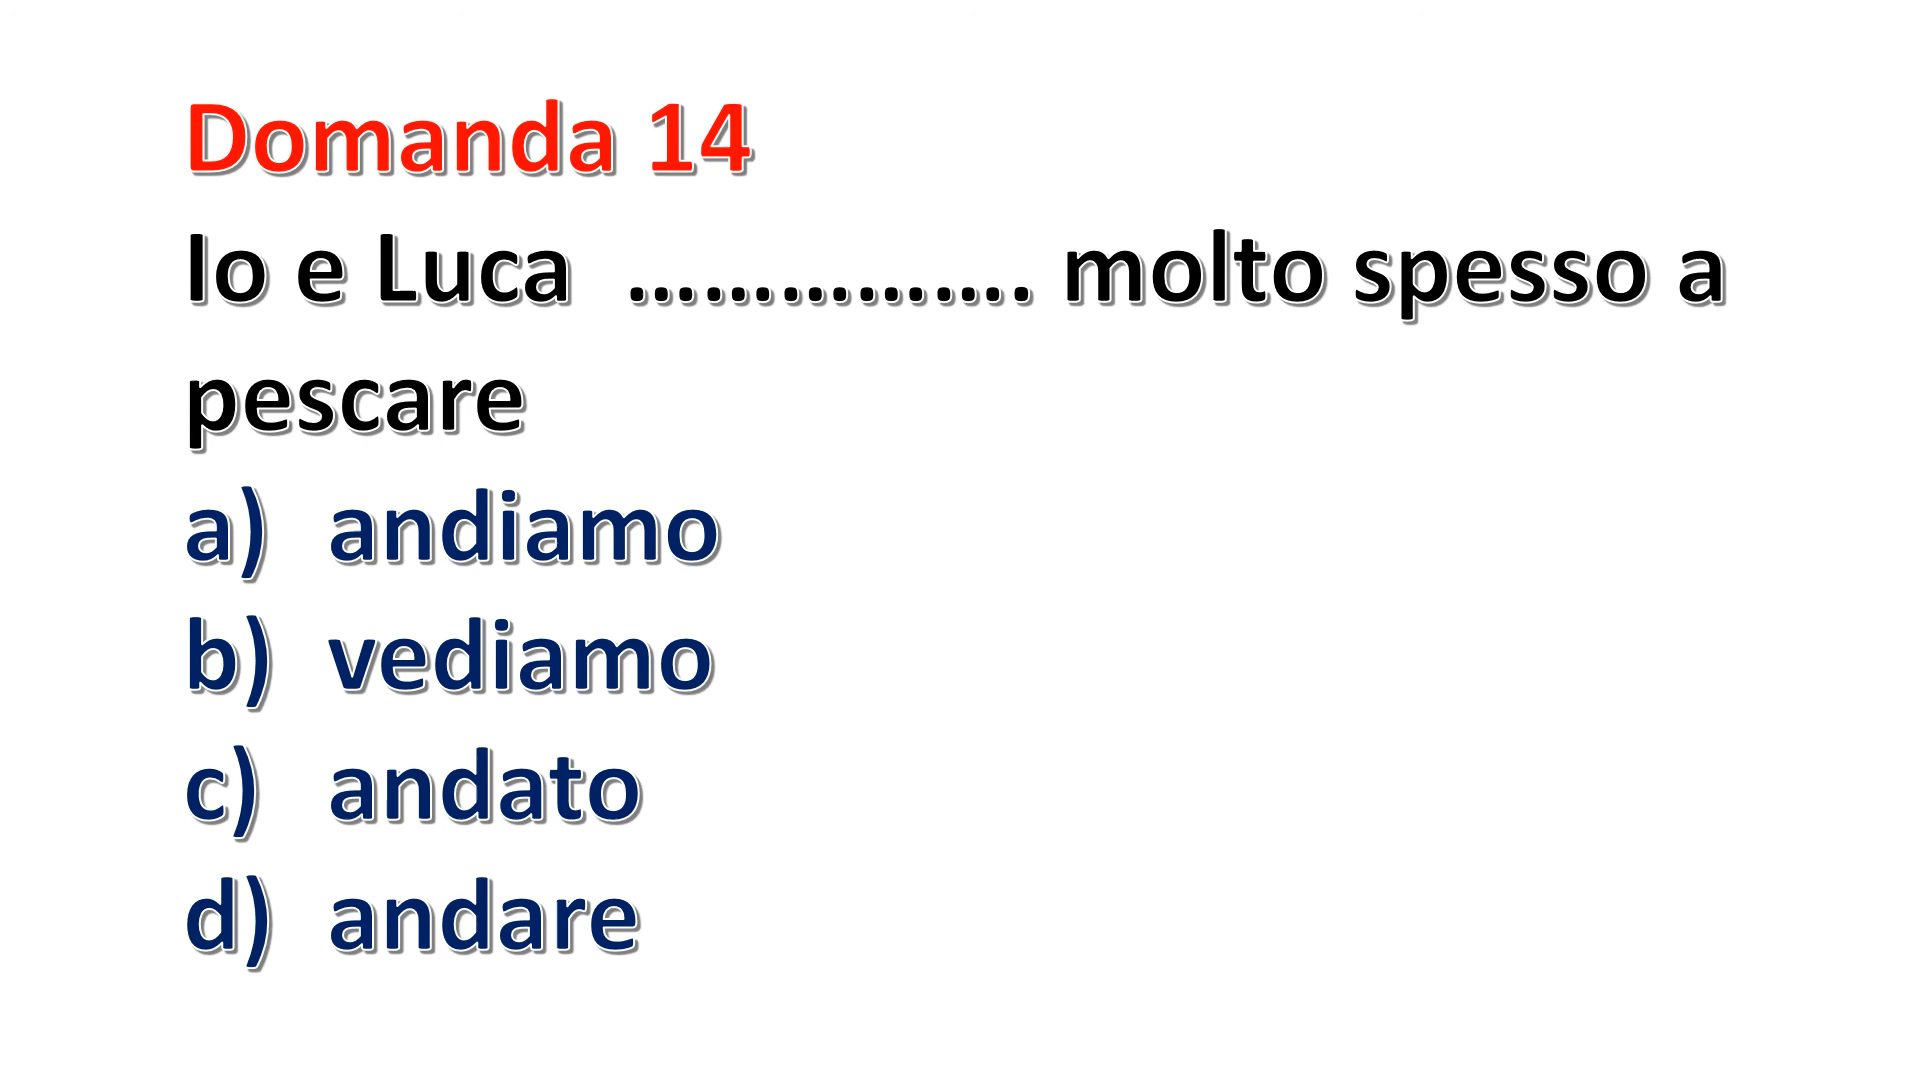 Domanda 14
Io e Luca ……………. molto spesso a
pescare
a) andiamo
b) vediamo
c) andato
d) andare